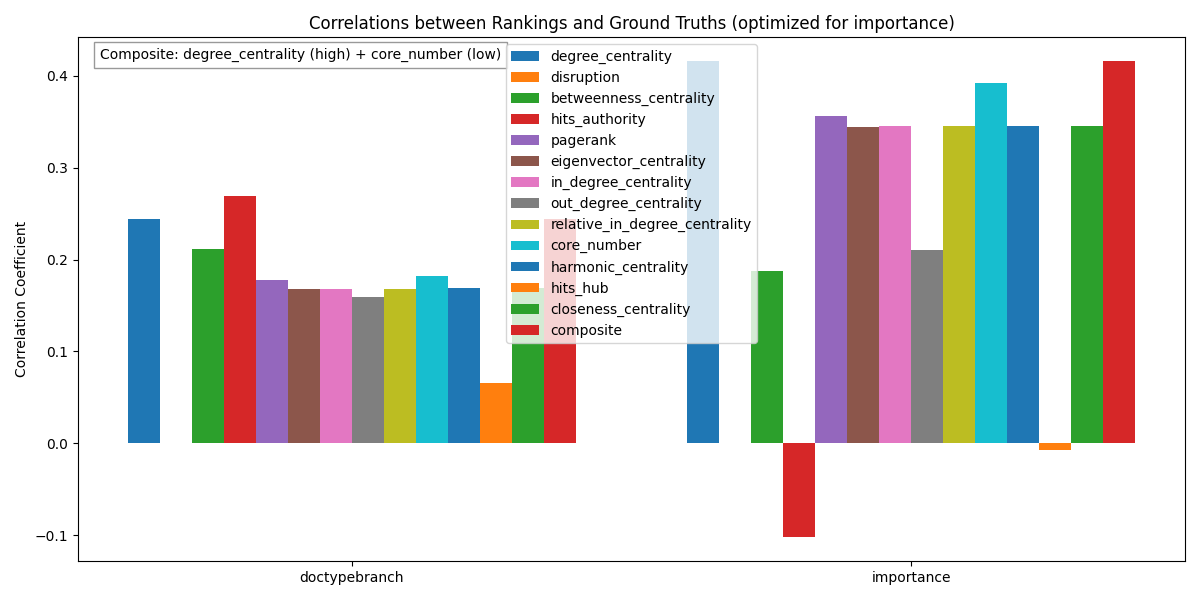 Correlations between Rankings and Ground Truths (optimized for importance)
Composite: degree_centrality (high) + core_number (low)
degree_centrality
disruption
betweenness_centrality
hits_authority
pagerank
eigenvector_centrality
in_degree_centrality
out_degree_centrality
relative_in_degree_centrality
core_number
harmonic_centrality
hits_hub
closeness_centrality
composite
Correlation Coefficient
0.4
0.3
0.2
0.1
0.0
−0.1
doctypebranch
importance